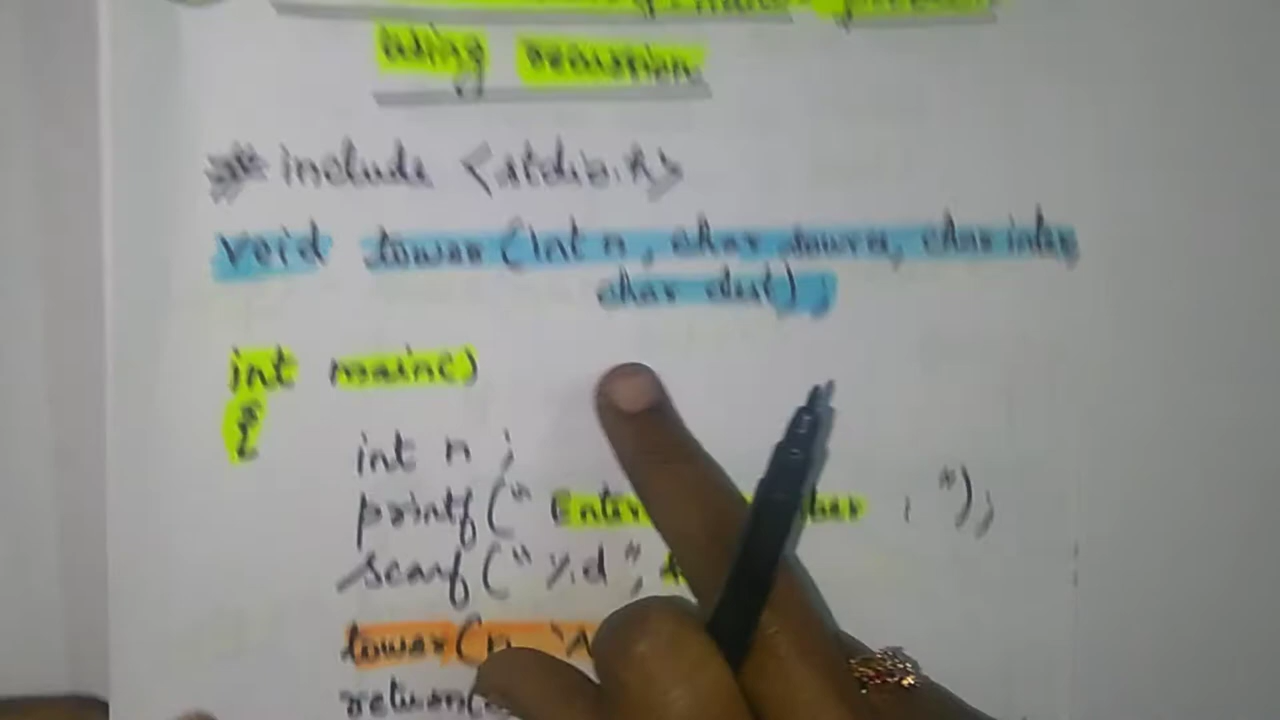 using recursion
# include <stdio.h>
void tower(int n, char source, char inter,
char dest);
int main()
{
int n ;
printf(" Enter : ");
scanf("%d",
tower(n, 'A
return(